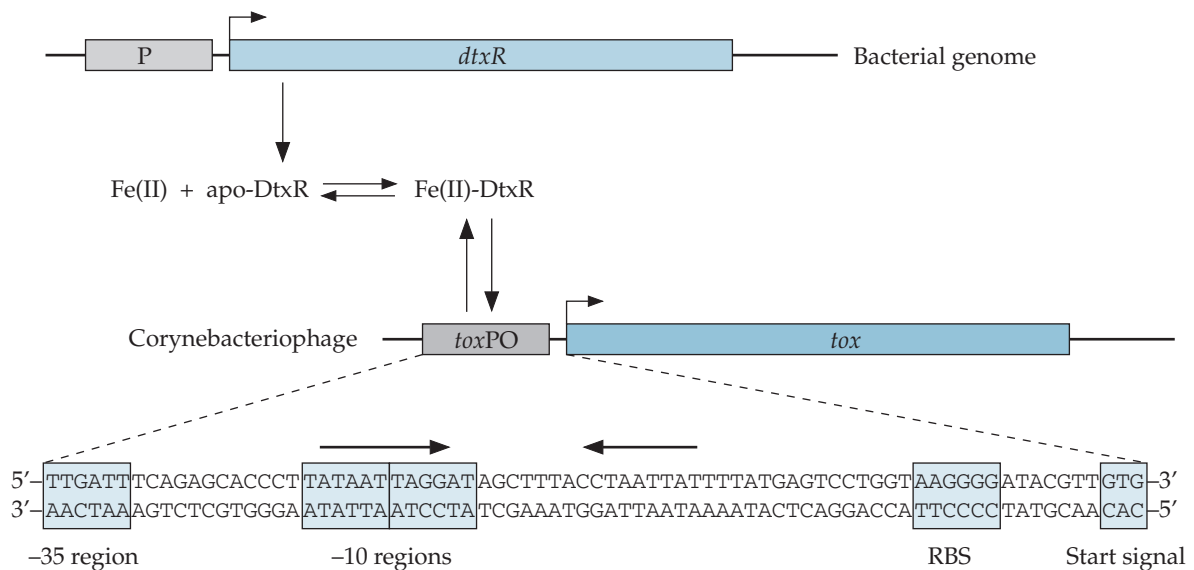 P
dtxR
Bacterial genome
Fe(II) + apo-DtxR
Fe(II)-DtxR
Corynebacteriophage
toxPO
tox
5′–TTGATTTCAGAGCACCCTTATAATTAGGATAGCTTTACCTAATTATTTTATGAGTCCTGGTAAGGGGATACGTTGTG–3′
3′–AACTAAAGTCTCGTGGGAATATTAATCCTATCGAAATGGATTAATAAAATACTCAGGACCATTCCCCTATGCAACAC–5′
–35 region
–10 regions
RBS
Start signal